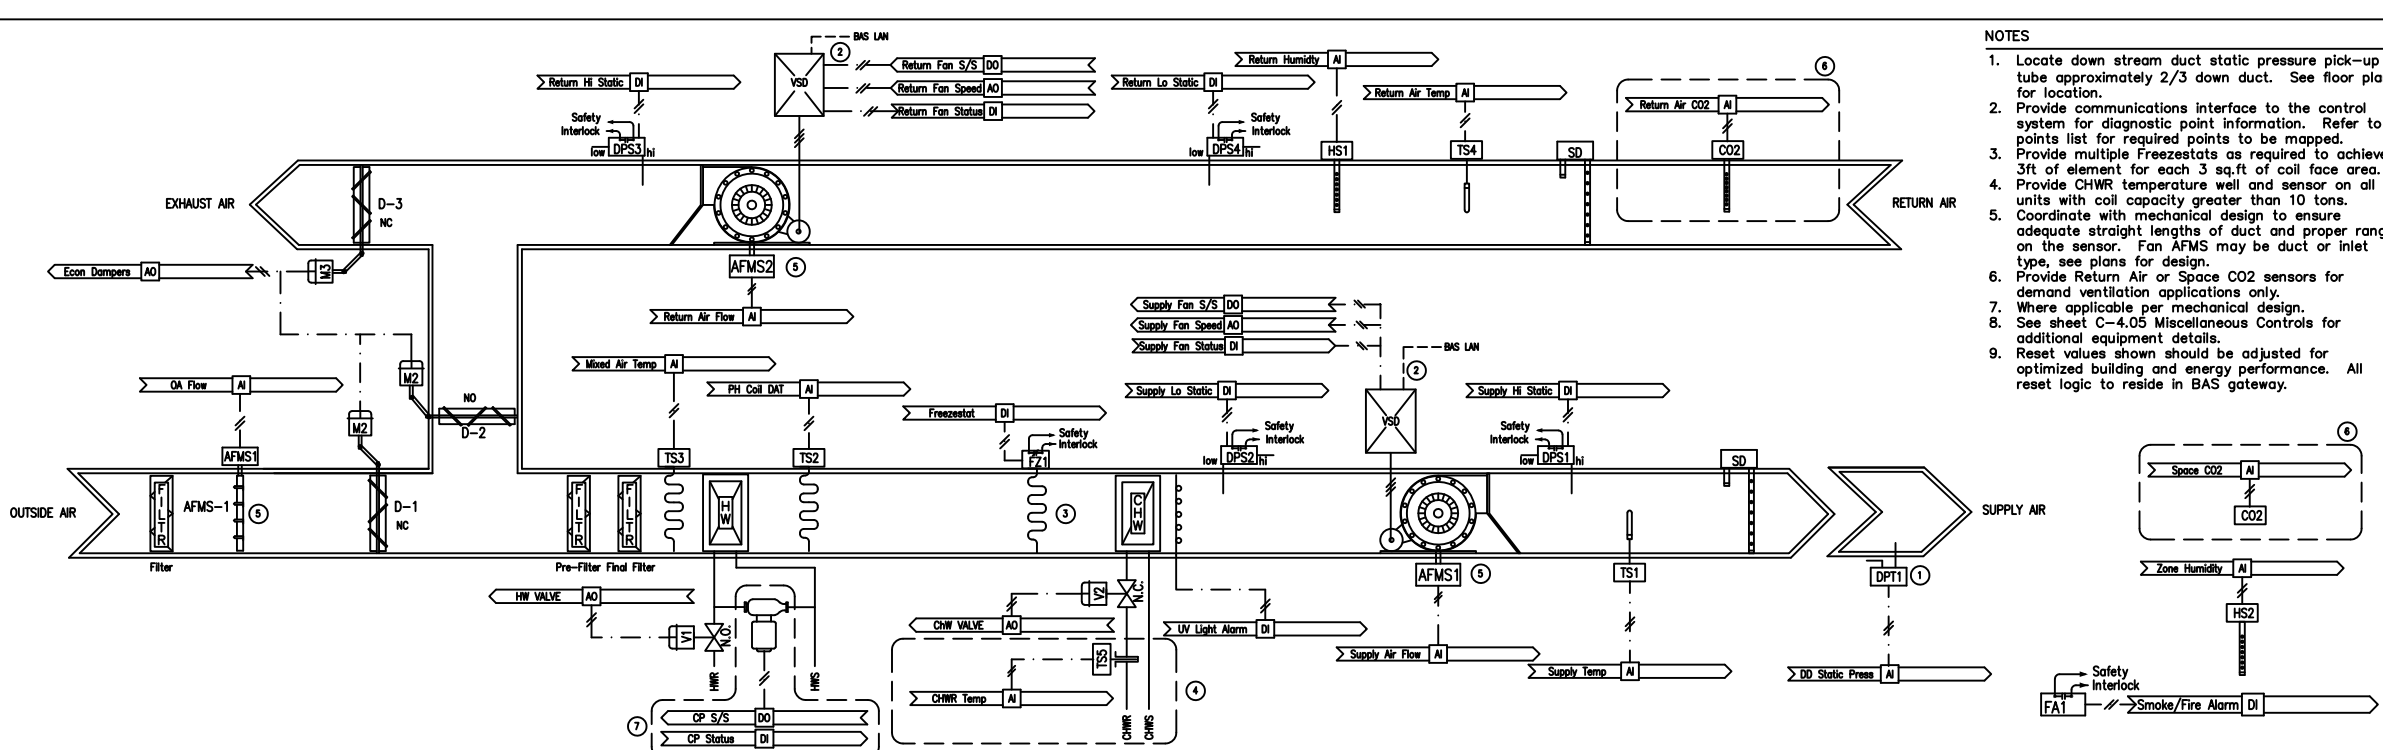 BAS LAN
2
VSD
Return Fan S/S DO
Return Fan Speed AO
Return Fan Status DI
Return Hi Static DI
Safety
Interlock
DPS3
low
hi
Return Lo Static DI
Safety
Interlock
DPS4
low
hi
Return Humidty AI
HS1
Return Air Temp AI
TS4
SD
6
Return Air CO2 AI
CO2
EXHAUST AIR
D-3
NC
RETURN AIR
Econ Dampers AO
M3
AFMS2
5
Return Air Flow AI
Supply Fan S/S DO
Supply Fan Speed AO
Supply Fan Status DI
BAS LAN
2
VSD
Mixed Air Temp AI
OA Flow AI
M2
PH Coil DAT AI
Supply Lo Static DI
Supply Hi Static DI
NO
M2
D-2
Freezestat DI
Safety
Interlock
FZ1
Safety
Interlock
DPS2
low
hi
Safety
Interlock
DPS1
low
hi
AFMS1
TS3
TS2
SD
OUTSIDE AIR
FILTR
AFMS-1
5
D-1
NC
FILTR
FILTR
HW
3
CHW
SUPPLY AIR
Filter
Pre-Filter Final Filter
AFMS1
5
TS1
DPT1
1
HW VALVE AO
V1
N.O.
HWR
HWS
V2
N.C.
ChW VALVE AO
UV Light Alarm DI
TS5
CHWR Temp AI
4
CHWR
CHWS
Supply Air Flow AI
Supply Temp AI
DD Static Press AI
7
CP S/S DO
CP Status DI
NOTES
1. Locate down stream duct static pressure pick-up
tube approximately 2/3 down duct. See floor pla
for location.
2. Provide communications interface to the control
system for diagnostic point information. Refer to
points list for required points to be mapped.
3. Provide multiple Freezestats as required to achieve
3ft of element for each 3 sq.ft of coil face area.
4. Provide CHWR temperature well and sensor on all
units with coil capacity greater than 10 tons.
5. Coordinate with mechanical design to ensure
adequate straight lengths of duct and proper rang
on the sensor. Fan AFMS may be duct or inlet
type, see plans for design.
6. Provide Return Air or Space CO2 sensors for
demand ventilation applications only.
7. Where applicable per mechanical design.
8. See sheet C-4.05 Miscellaneous Controls for
additional equipment details.
9. Reset values shown should be adjusted for
optimized building and energy performance. All
reset logic to reside in BAS gateway.
6
Space CO2 AI
CO2
Zone Humidity AI
HS2
Safety
Interlock
FA1
Smoke/Fire Alarm DI